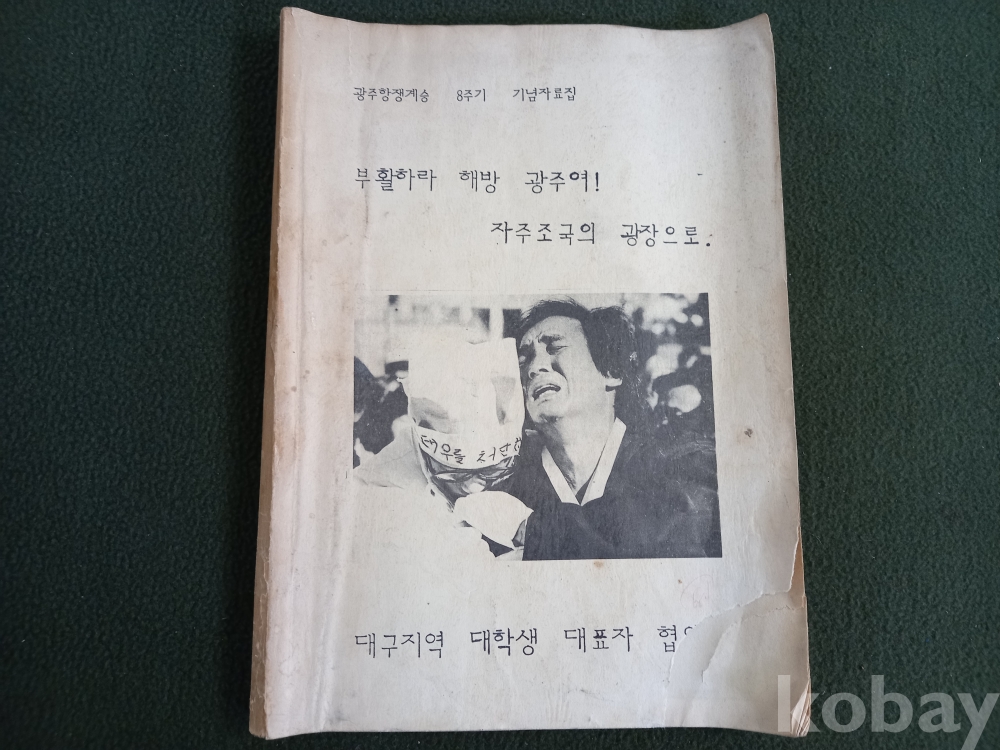 광주항쟁계승 8주기 기념자료집
부활하라 해방 광주여!
자주조국의 광장으로.
처단
대구지역 대학생 대표자
kobay